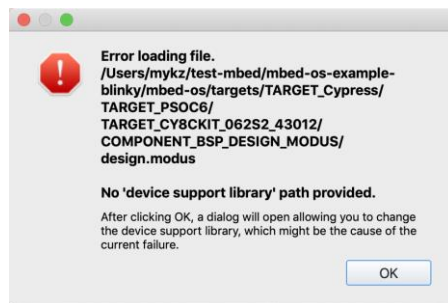 Error loading file.
/Users/mykz/test-mbed/mbed-os-example-
blinky/mbed-os/targets/TARGET_Cypress/
TARGET_PSOC6/
TARGET_CY8CKIT_062S2_43012/
COMPONENT_BSP_DESIGN_MODUS/
design.modus
No 'device support library' path provided.
After clicking OK, a dialog will open allowing you to change
the device support library, which might be the cause of the
current failure.
OK